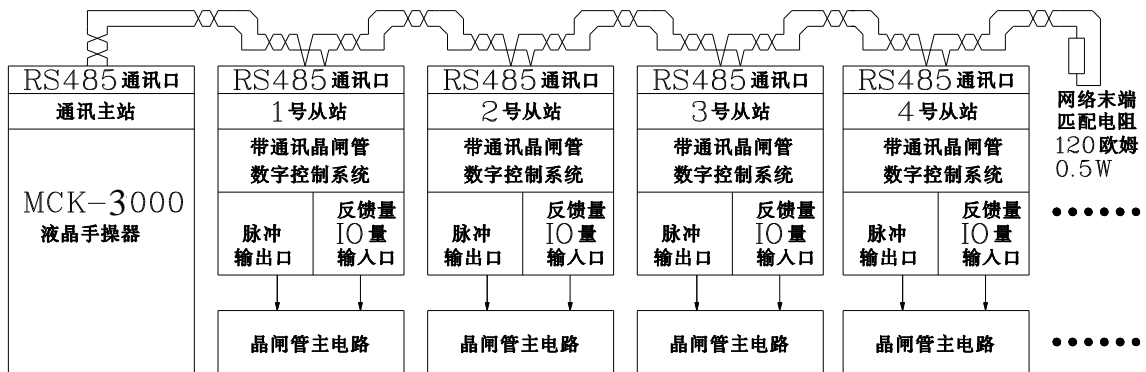 RS485通讯口
通讯主站
MCK-3000
液晶手操器
RS485通讯口
1号从站
带通讯晶闸管
数字控制系统
脉冲
输出口
反馈量
IO量
输入口
晶闸管主电路
RS485通讯口
2号从站
带通讯晶闸管
数字控制系统
脉冲
输出口
反馈量
IO量
输入口
晶闸管主电路
RS485通讯口
3号从站
带通讯晶闸管
数字控制系统
脉冲
输出口
反馈量
IO量
输入口
晶闸管主电路
RS485通讯口
4号从站
带通讯晶闸管
数字控制系统
脉冲
输出口
反馈量
IO量
输入口
晶闸管主电路
网络末端
匹配电阻
120欧姆
0.5W
······
······